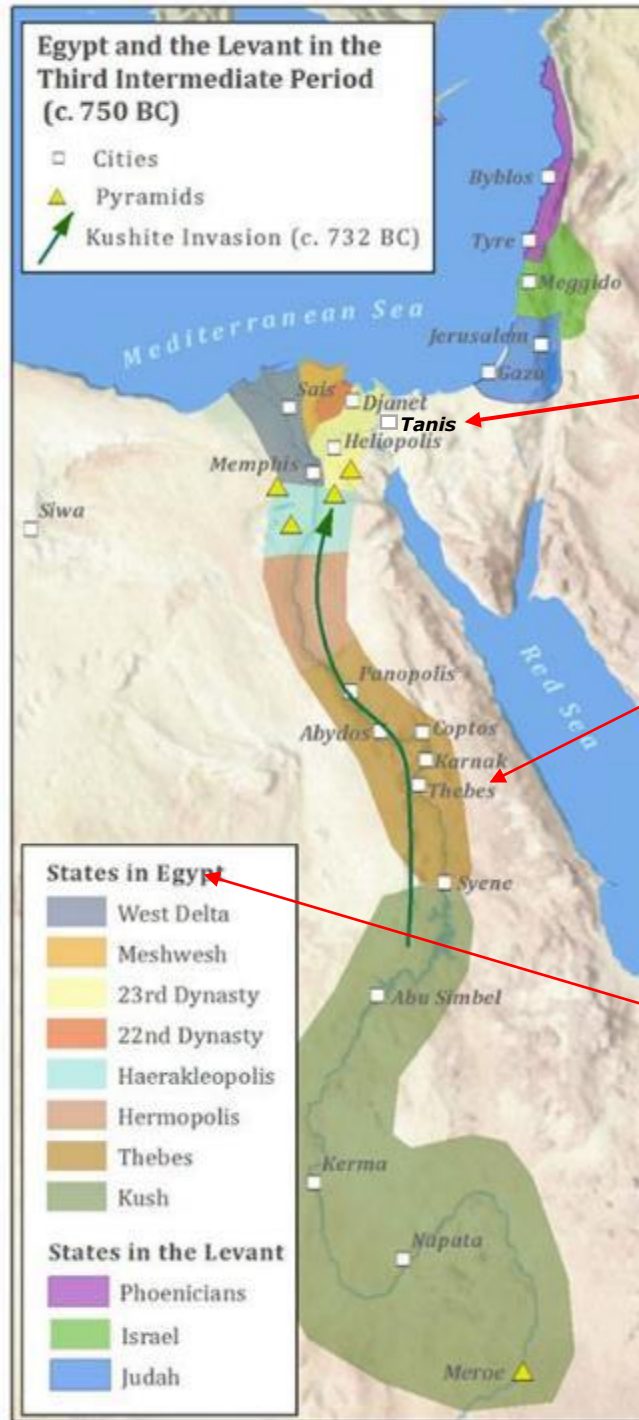 Egypt and the Levant in the
Third Intermediate Period
(c. 750 BC)
Cities
Pyramids
Kushite Invasion (c. 732 BC)
Byblos
Tyre
Meggido
Mediterranean Sea
Jerusalem
Gaza
Sais
Djanet
Tanis
Heliopolis
Memphis
Siwa
Red Sea
Panopolis
Abydos
Coptos
Karnak
Thebes
Syene
States in Egypt
West Delta
Meshwesh
23rd Dynasty
22nd Dynasty
Haerakleopolis
Hermopolis
Thebes
Kush
States in the Levant
Phoenicians
Israel
Judah
Abu Simbel
Kerma
Napata
Meroe